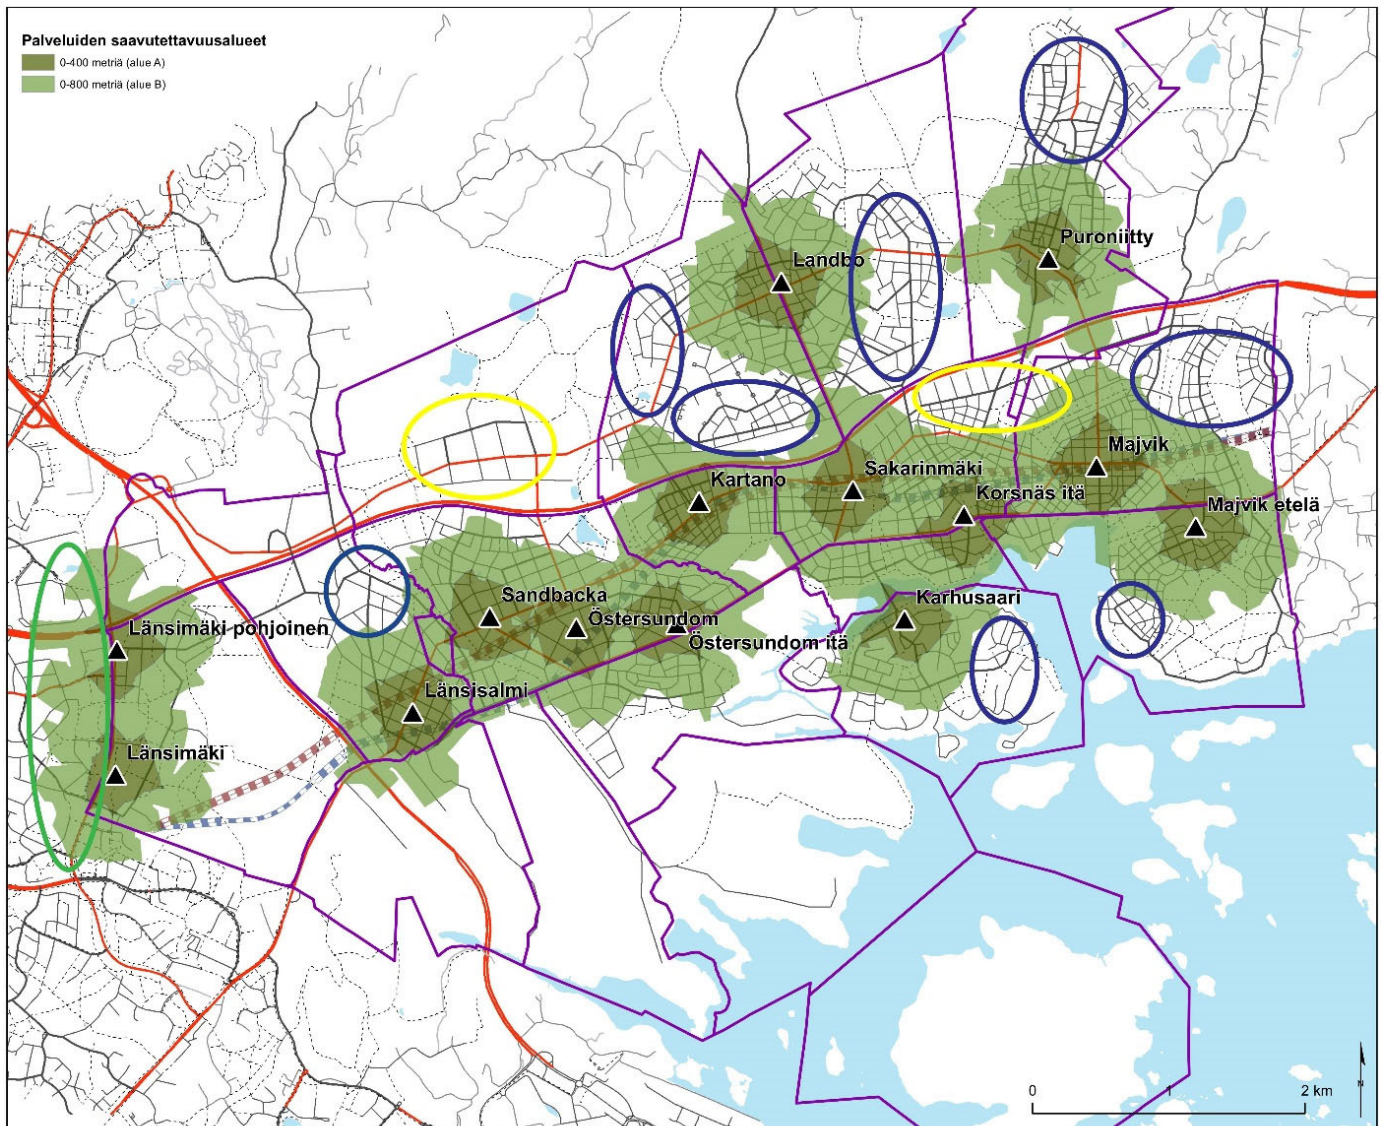 Palveluiden saavutettavuusalueet
0-400 metriä (alue A)
0-800 metriä (alue B)
Puroniitty
Landbo
Majvik
Sakarinmäki
Kartano
Korsnäs itä
Majvik etelä
Sandbacka
Karhusaari
Östersundom
Länsimäki pohjoinen
Östersundom itä
Länsisalmi
Länsimäki
N
0 1 2 km